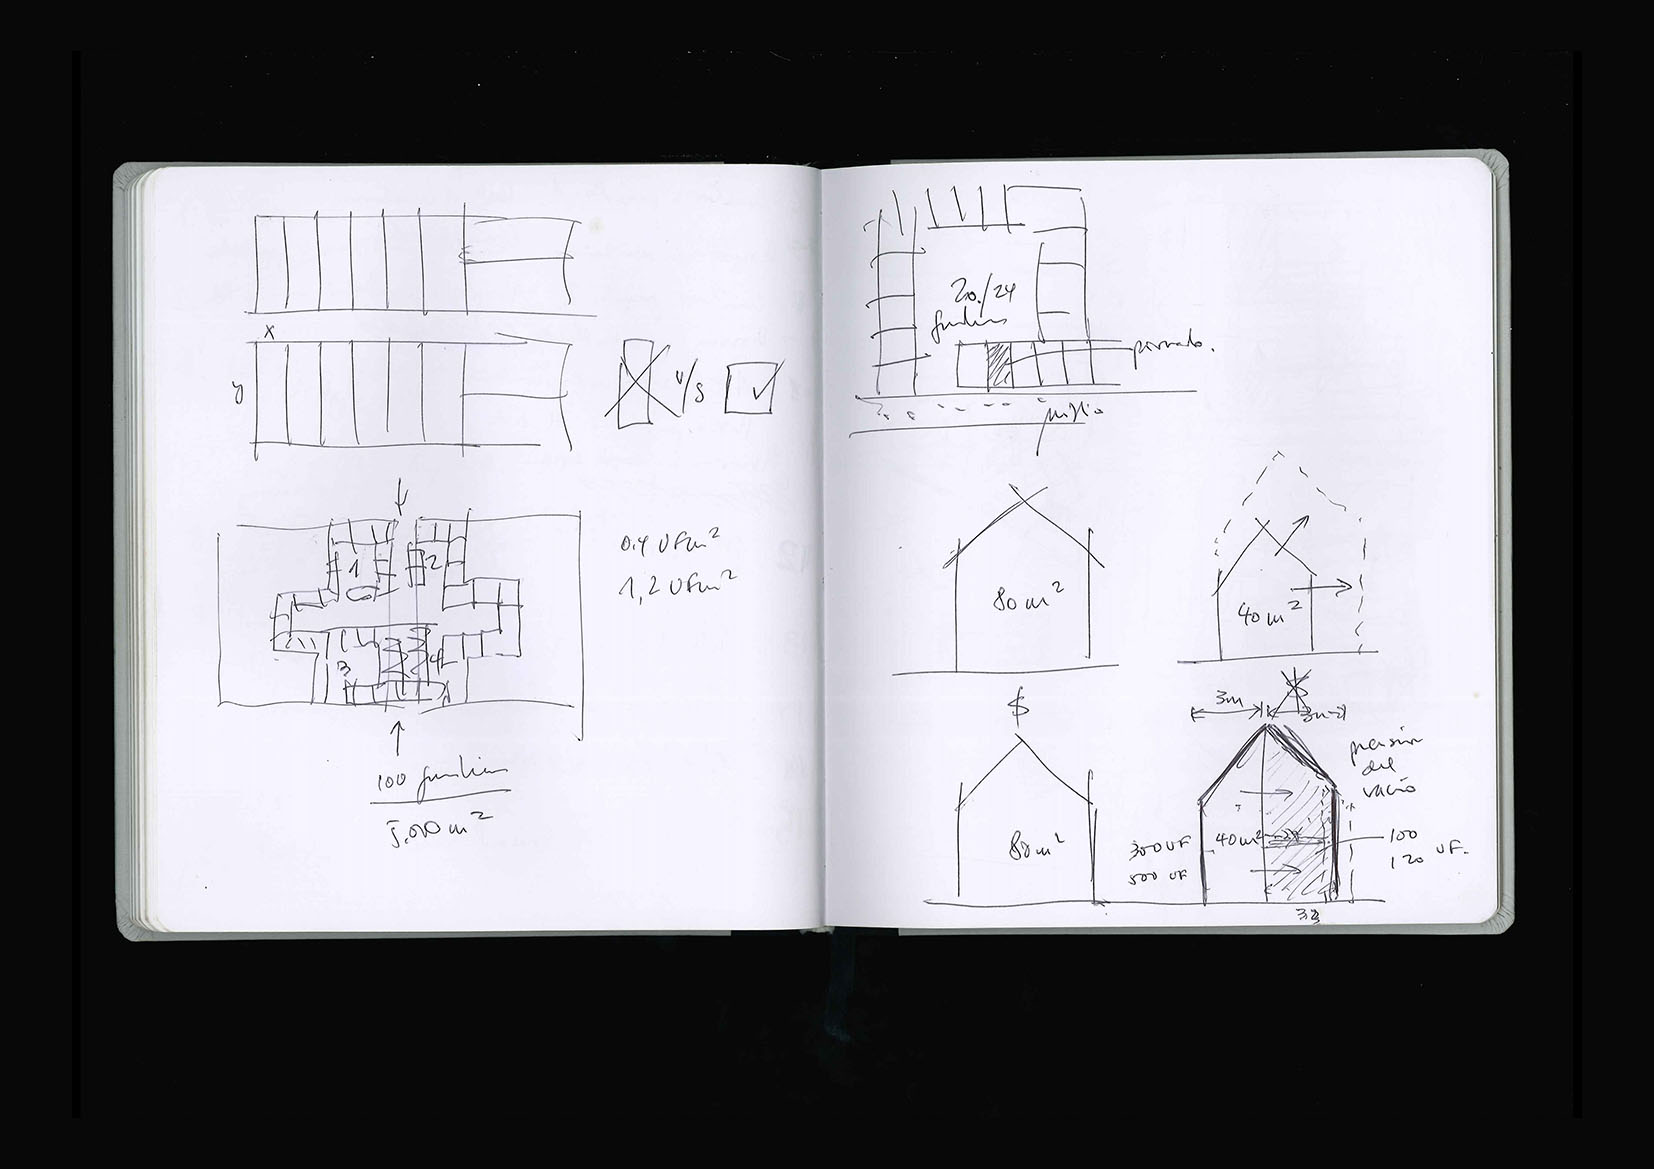 x
y
v/s
1
2
3
4
0.4 UF m²
1,2 UF m²
100 familias
5,000 m²
20/24
familias
privado.
público
80 m²
40 m²
$
3m
$
3m
80 m²
300 UF
500 UF
40 m²
presión
del
vacío
100
120 UF.